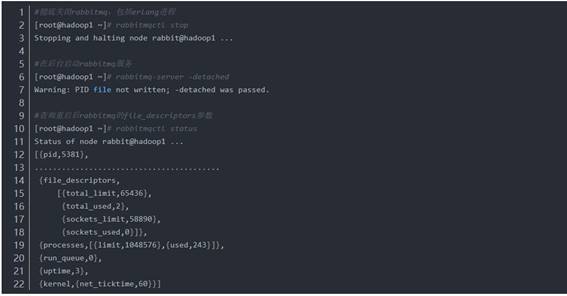 1 #彻底关闭rabbitmq，包括erlang进程
2 [root@hadoop1 ~]# rabbitmqctl stop
3 Stopping and halting node rabbit@hadoop1 ...
4
5 #在后台启动rabbitmq服务
6 [root@hadoop1 ~]# rabbitmq-server -detached
7 Warning: PID file not written; -detached was passed.
8
9 #查询重启后rabbitmq的file_descriptors参数
10 [root@hadoop1 ~]# rabbitmqctl status
11 Status of node rabbit@hadoop1 ...
12 [{pid,5381},
13 .......................................
14 {file_descriptors,
15 [{total_limit,65436},
16 {total_used,2},
17 {sockets_limit,58890},
18 {sockets_used,0}]},
19 {processes,[{limit,1048576},{used,243}]},
20 {run_queue,0},
21 {uptime,3},
22 {kernel,{net_ticktime,60}}]